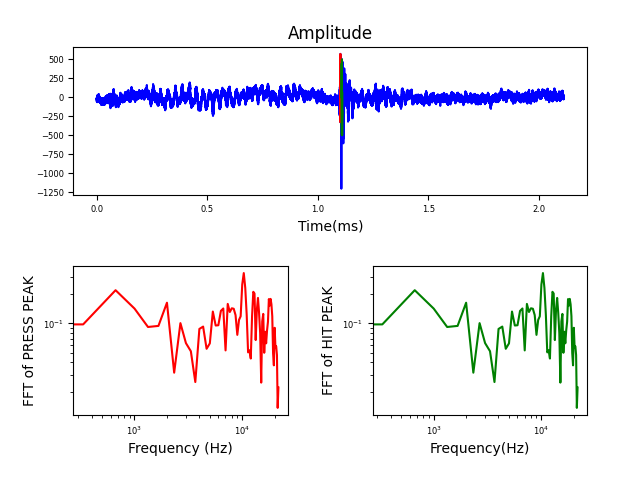 Amplitude
500
250
0
−250
−500
−750
−1000
−1250
0.0 0.5 1.0 1.5 2.0
Time(ms)
FFT of PRESS PEAK
10⁻¹
10³ 10⁴
Frequency (Hz)
FFT of HIT PEAK
10⁻¹
10³ 10⁴
Frequency(Hz)